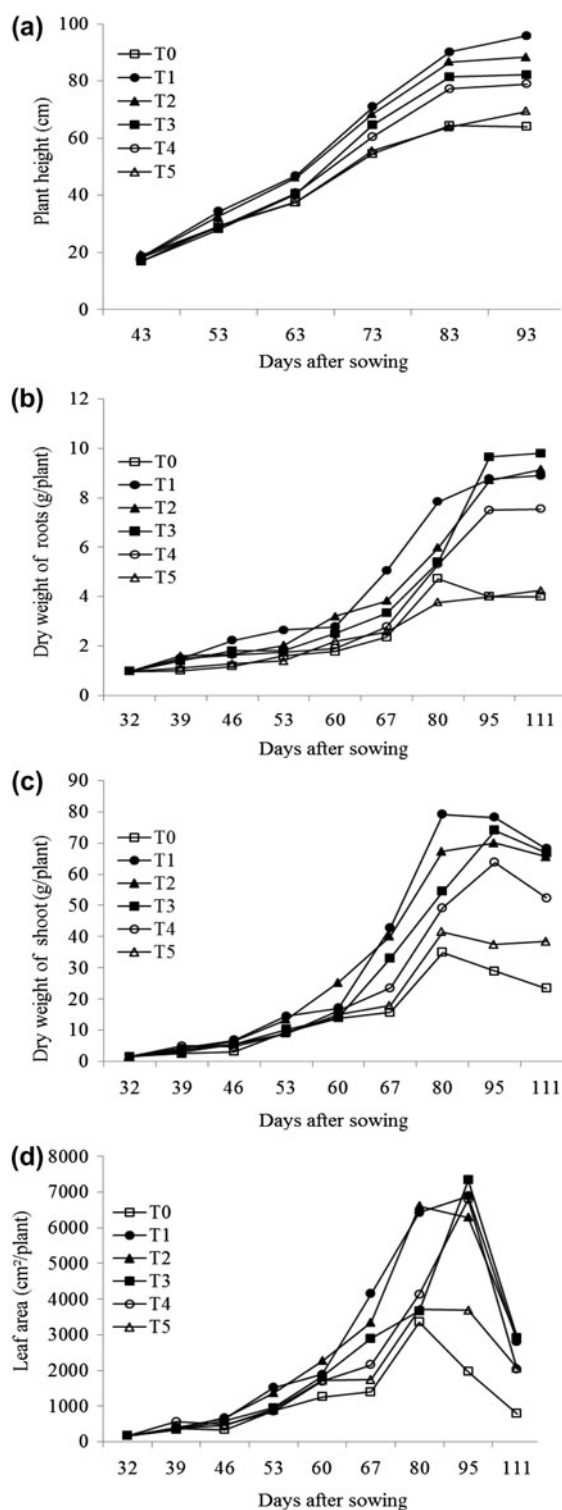 (a)
T0
T1
T2
T3
T4
T5
Plant height (cm)
100
80
60
40
20
0
43 53 63 73 83 93
Days after sowing
(b)
T0
T1
T2
T3
T4
T5
Dry weight of roots (g/plant)
12
10
8
6
4
2
0
32 39 46 53 60 67 80 95 111
Days after sowing
(c)
T0
T1
T2
T3
T4
T5
Dry weight of shoot (g/plant)
90
80
70
60
50
40
30
20
10
0
32 39 46 53 60 67 80 95 111
Days after sowing
(d)
T0
T1
T2
T3
T4
T5
Leaf area (cm²/plant)
8000
7000
6000
5000
4000
3000
2000
1000
0
32 39 46 53 60 67 80 95 111
Days after sowing